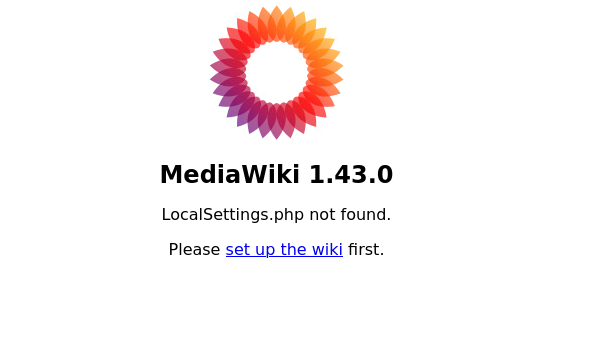 MediaWiki 1.43.0
LocalSettings.php not found.
Please set up the wiki first.